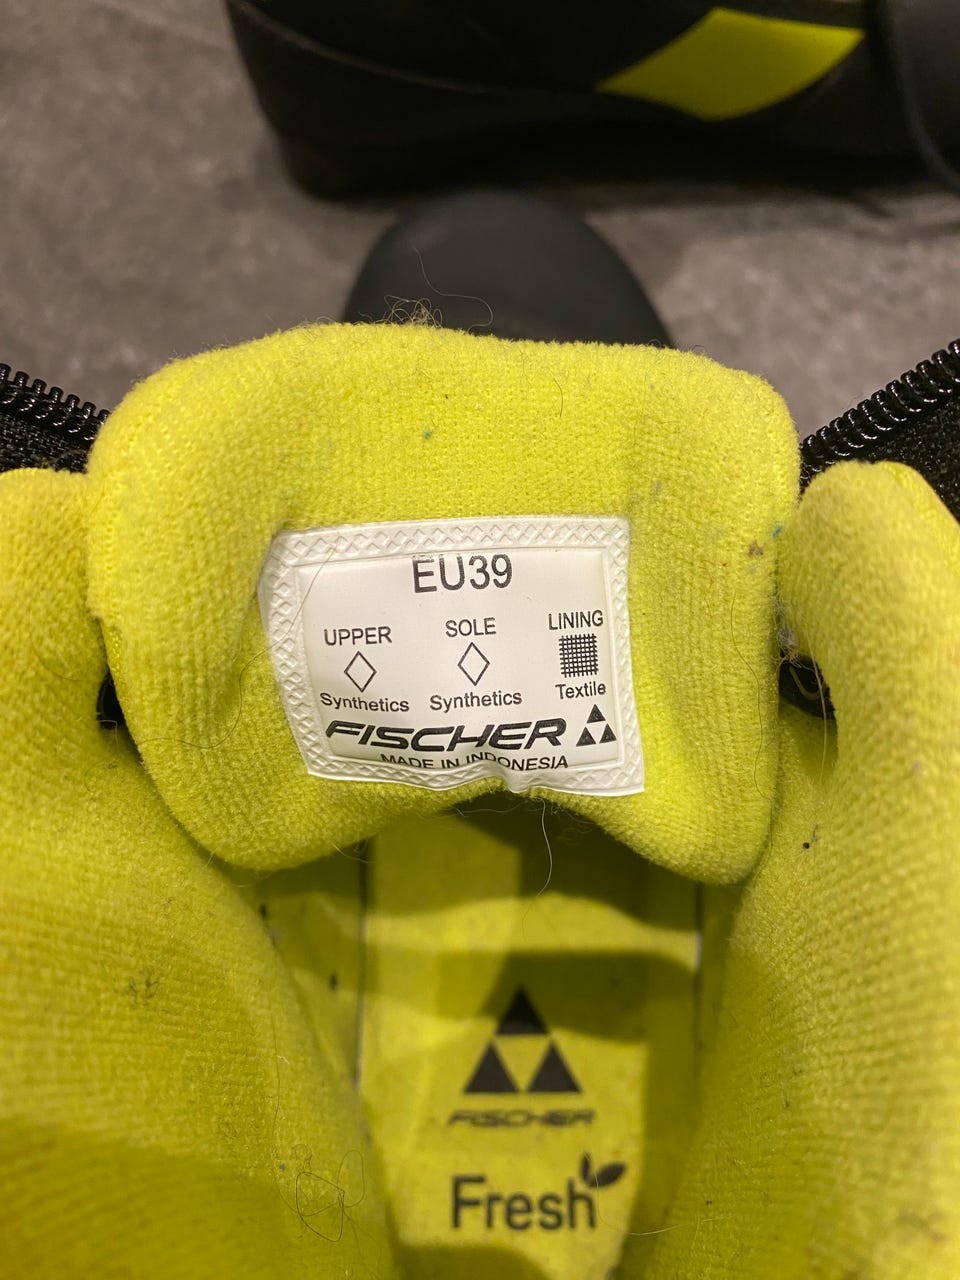 EU39
UPPER SOLE LINING
Synthetics Synthetics Textile
FISCHER
MADE IN INDONESIA
FISCHER
Fresh